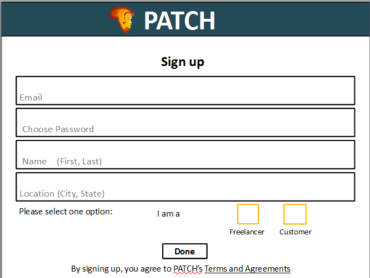 PATCH
Sign up
Email
Choose Password
Name (First, Last)
Location (City, State)
Please select one option: I am a
Freelancer Customer
Done
By signing up, you agree to PATCH's Terms and Agreements